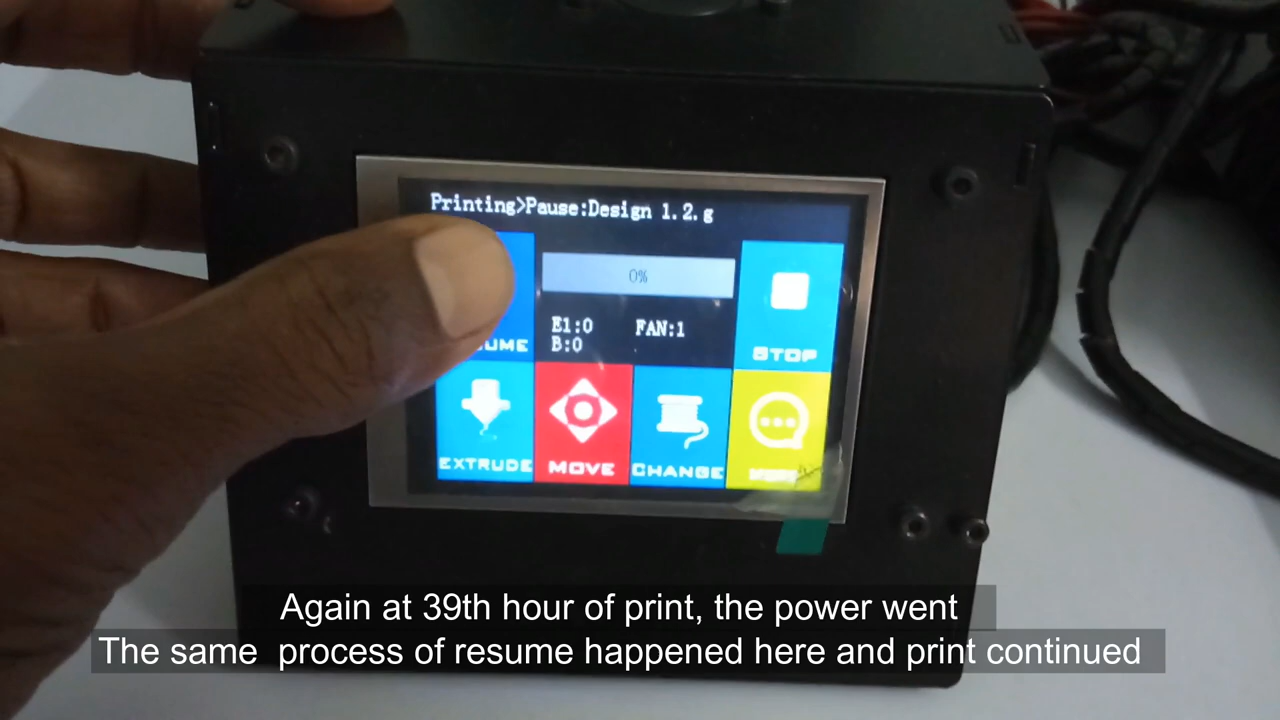 Printing>Pause:Design 1.2.g
0%
E1:0 FAN:1
B:0
UME
STOP
EXTRUDE MOVE CHANGE
Again at 39th hour of print, the power went
The same process of resume happened here and print continued